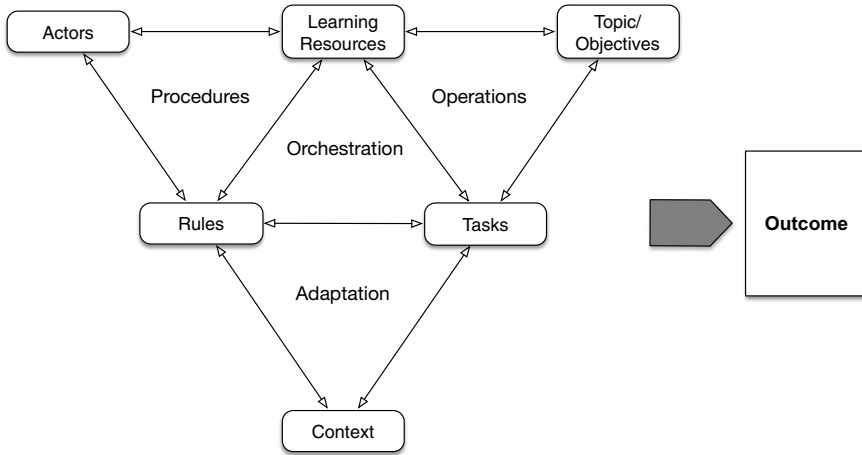 Actors
Learning
Resources
Topic/
Objectives
Procedures
Operations
Orchestration
Rules
Tasks
Outcome
Adaptation
Context